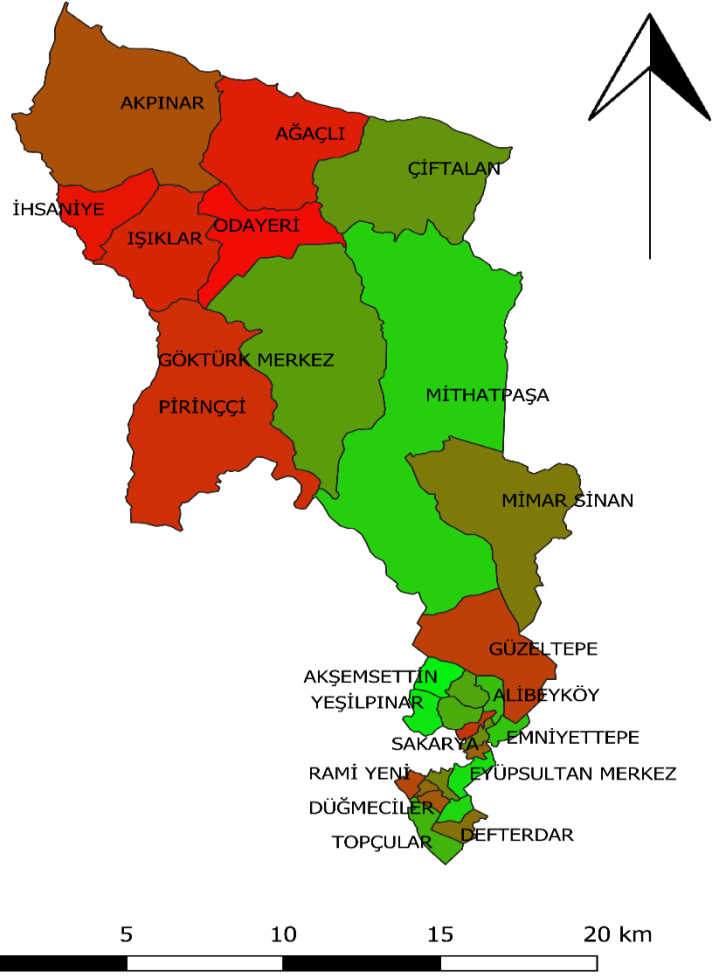 AKPINAR
AĞAÇLI
ÇİFTALAN
İHSANİYE
ODAYERİ
IŞIKLAR
GÖKTÜRK MERKEZ
MİTHATPAŞA
PİRİNÇÇİ
MİMAR SİNAN
GÜZELTEPE
AKŞEMSETTİN
ALİBEYKÖY
YEŞİLPINAR
EMNİYETTEPE
SAKARYA
RAMİ YENİ
EYÜPSULTAN MERKEZ
DÜĞMECİLER
DEFTERDAR
TOPÇULAR
5 10 15 20 km